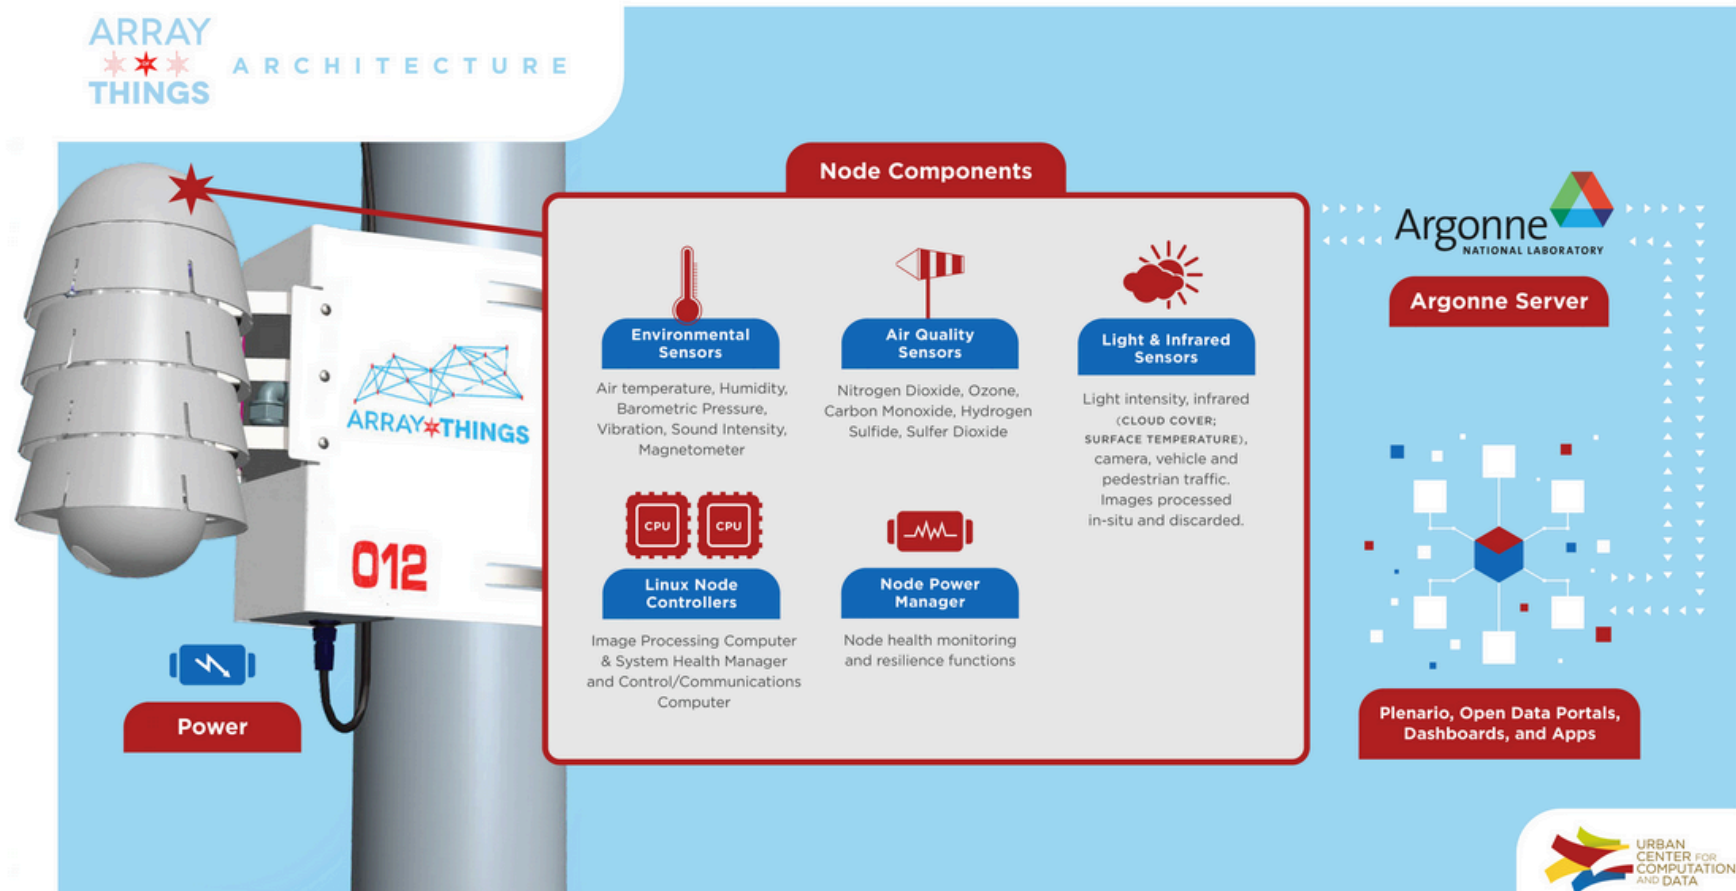 ARRAY
OF
THINGS
ARCHITECTURE
Node Components
Environmental
Sensors
Air temperature, Humidity,
Barometric Pressure,
Vibration, Sound Intensity,
Magnetometer
Air Quality
Sensors
Nitrogen Dioxide, Ozone,
Carbon Monoxide, Hydrogen
Sulfide, Sulfer Dioxide
Light & Infrared
Sensors
Light intensity, infrared
(CLOUD COVER;
SURFACE TEMPERATURE),
camera, vehicle and
pedestrian traffic.
Images processed
in-situ and discarded.
CPU
CPU
Linux Node
Controllers
Image Processing Computer
& System Health Manager
and Control/Communications
Computer
Node Power
Manager
Node health monitoring
and resilience functions
ARRAY THINGS
012
Power
Argonne
NATIONAL LABORATORY
Argonne Server
Plenario, Open Data Portals,
Dashboards, and Apps
URBAN
CENTER FOR
COMPUTATION
AND DATA